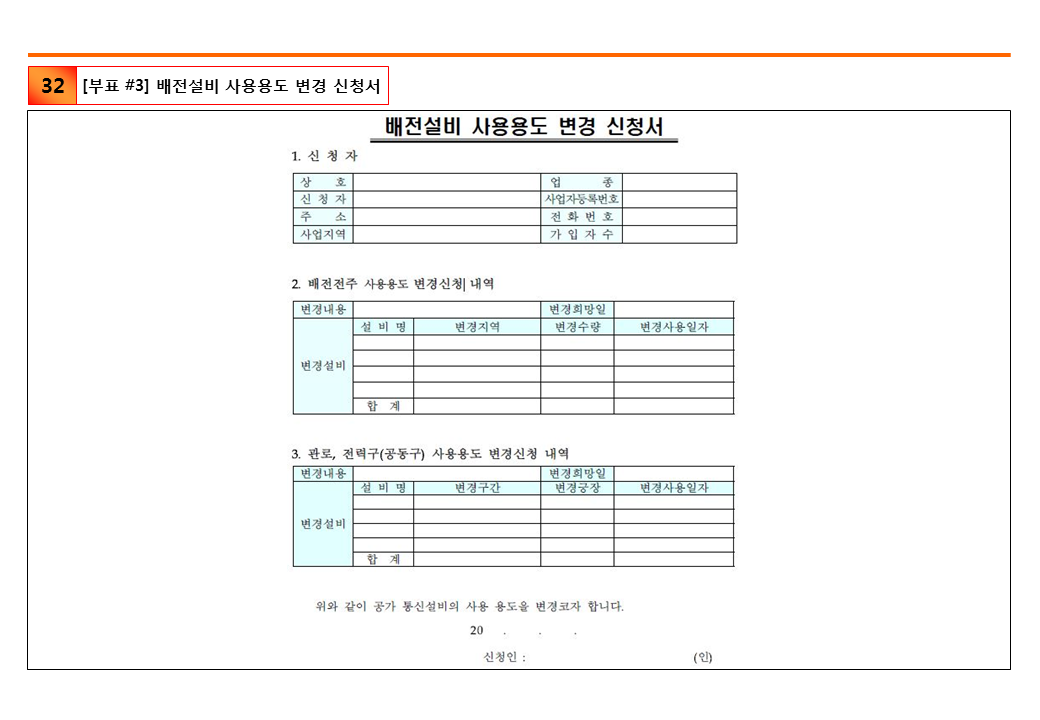 32 [부표 #3] 배전설비 사용용도 변경 신청서
배전설비 사용용도 변경 신청서
1. 신 청 자
상 호 업 종
신 청 자 사업자등록번호
주 소 전 화 번 호
사업지역 가 입 자 수
2. 배전전주 사용용도 변경신청 내역
변경내용 변경희망일
설 비 명 변경지역 변경수량 변경사용일자
변경설비
합 계
3. 관로, 전력구(공동구) 사용용도 변경신청 내역
변경내용 변경희망일
설 비 명 변경구간 변경긍장 변경사용일자
변경설비
합 계
위와 같이 공가 통신설비의 사용 용도을 변경코자 합니다.
20 . . .
신청인 : (인)